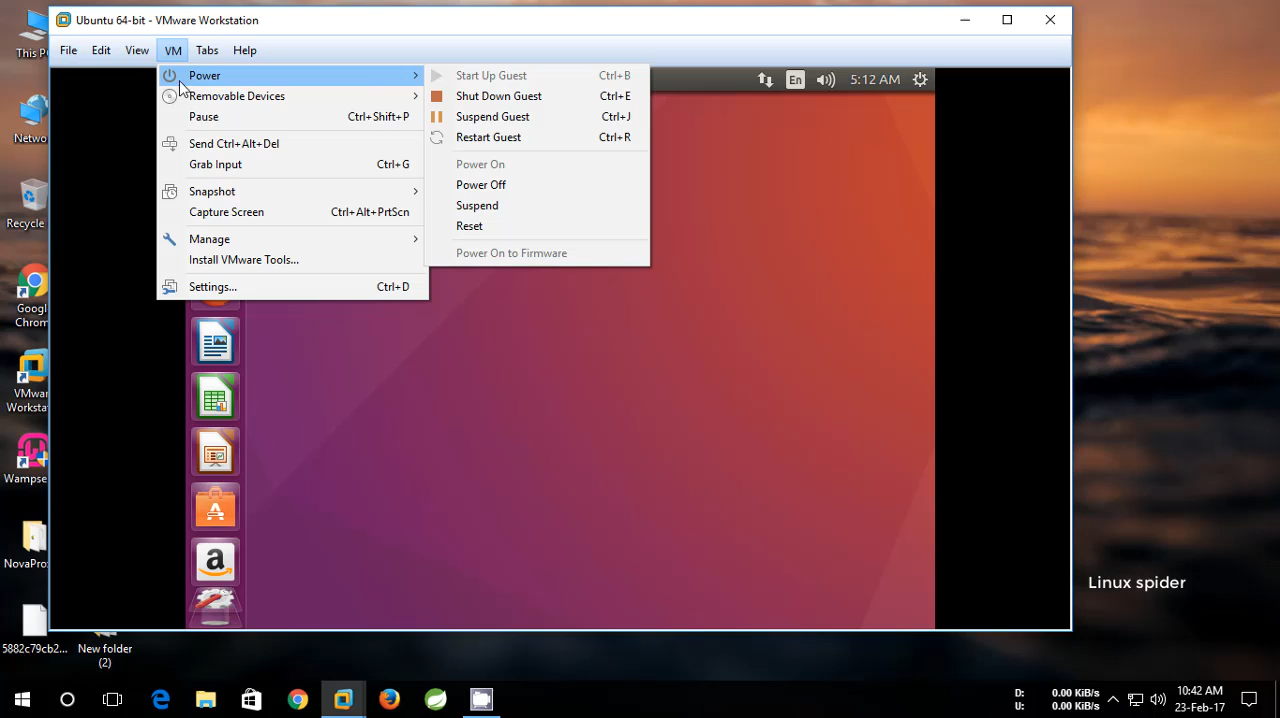 Ubuntu 64-bit - VMware Workstation
File Edit View VM Tabs Help
Power
Removable Devices
Pause Ctrl+Shift+P
Send Ctrl+Alt+Del
Grab Input Ctrl+G
Snapshot
Capture Screen Ctrl+Alt+PrtScn
Manage
Install VMware Tools...
Settings... Ctrl+D
Start Up Guest Ctrl+B
Shut Down Guest Ctrl+E
Suspend Guest Ctrl+J
Restart Guest Ctrl+R
Power On
Power Off
Suspend
Reset
Power On to Firmware
En 5:12 AM
This P
Netwo
Recycle
Googl
Chrom
VMwar
Worksta
Wampse
NovaPro
5882c79cb2...
New folder
(2)
Linux spider
D: 0.00 KiB/s
U: 0.00 KiB/s
10:42 AM
23-Feb-17